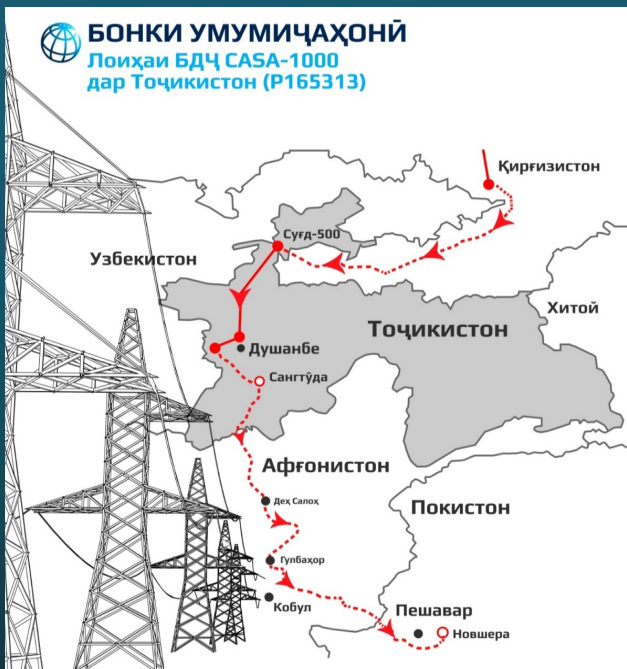 БОНКИ УМУМИҶАҲОНӢ
Лоиҳаи БДҶ CASA-1000
дар Тоҷикистон (P165313)
Қирғизистон
Суғд-500
Узбекистон
Хитой
Тоҷикистон
Душанбе
Сангтӯда
Афғонистон
Деҳ Салоҳ
Покистон
Гулбаҳор
Кобул
Пешавар
Новшера